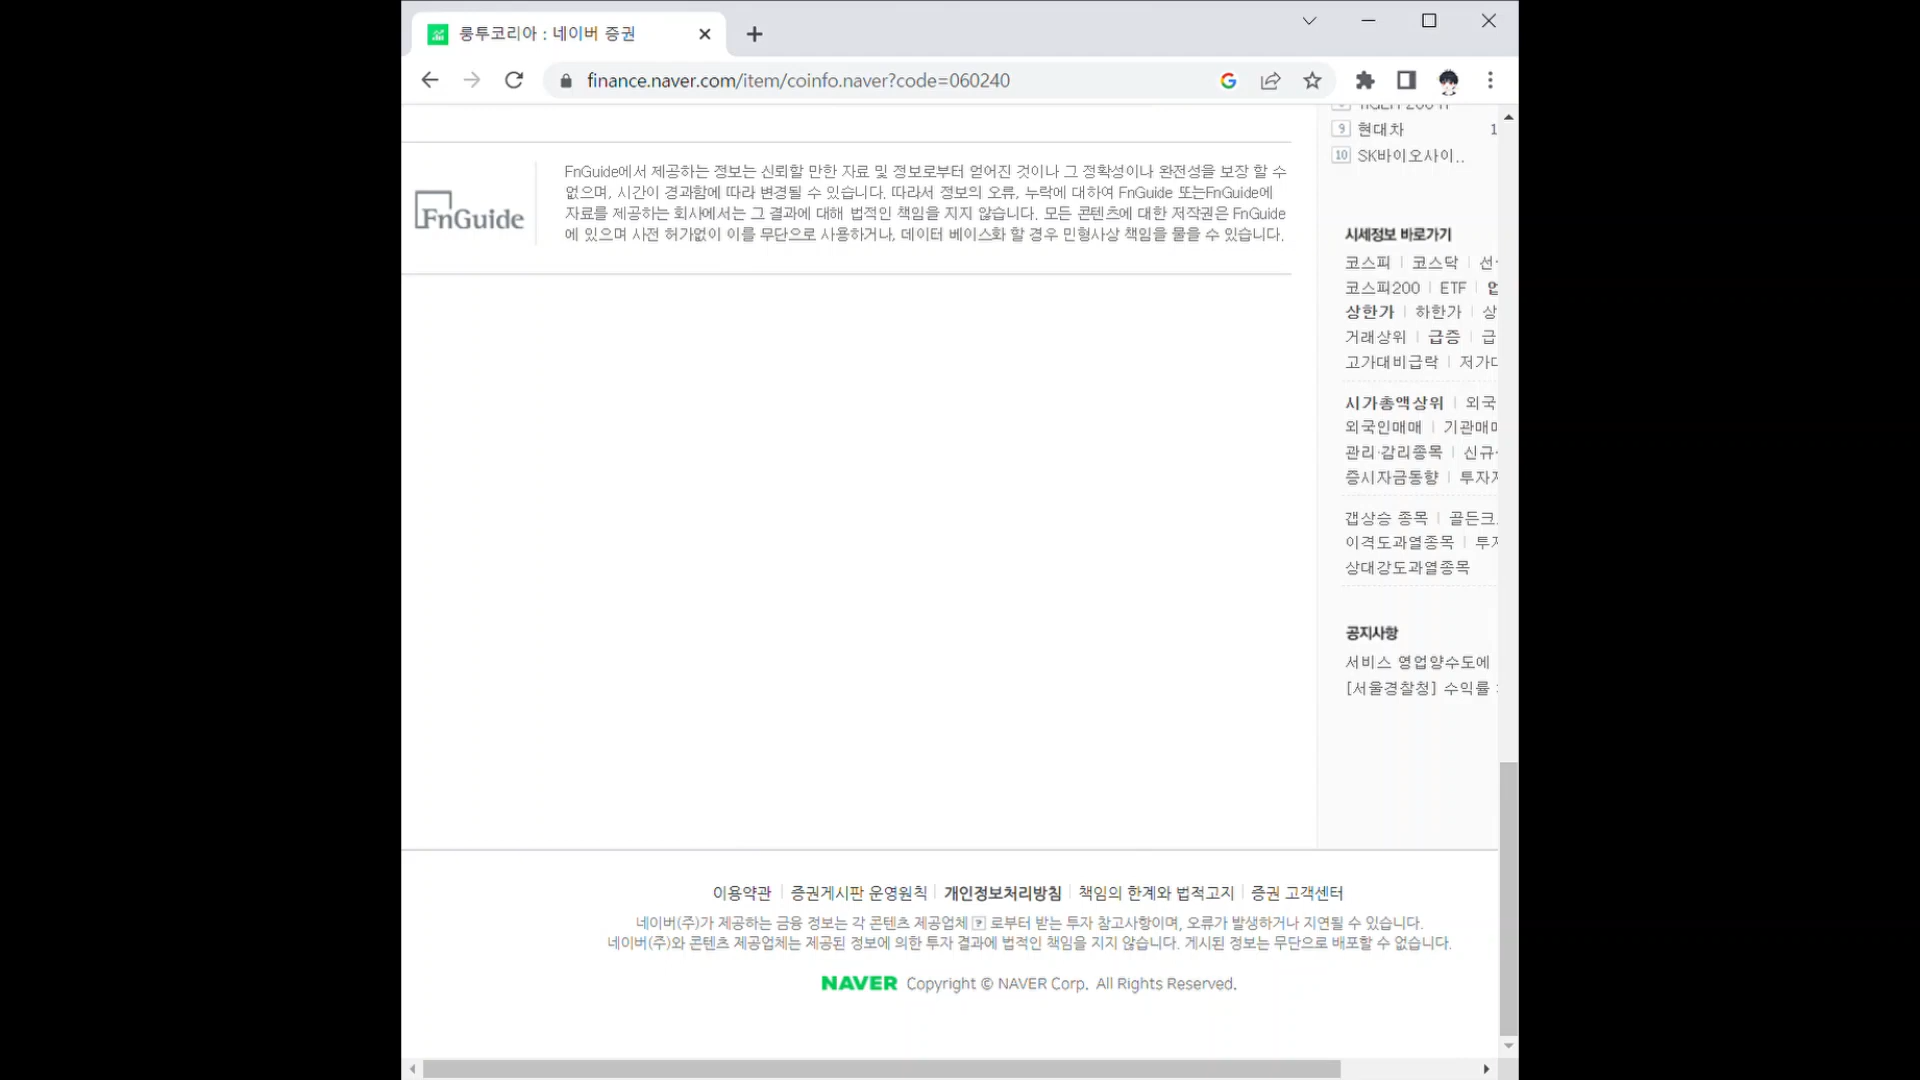 룽투코리아 : 네이버 증권
finance.naver.com/item/coinfo.naver?code=060240
9 현대차 1
10 SK바이오사이..
FnGuide
FnGuide에서 제공하는 정보는 신뢰할 만한 자료 및 정보로부터 얻어진 것이나 그 정확성이나 완전성을 보장 할 수
없으며, 시간이 경과함에 따라 변경될 수 있습니다. 따라서 정보의 오류, 누락에 대하여 FnGuide 또는FnGuide에
자료를 제공하는 회사에서는 그 결과에 대해 법적인 책임을 지지 않습니다. 모든 콘텐츠에 대한 저작권은 FnGuide
에 있으며 사전 허가없이 이를 무단으로 사용하거나, 데이터 베이스화 할 경우 민형사상 책임을 물을 수 있습니다.
시세정보 바로가기
코스피 | 코스닥 | 선
코스피200 | ETF |
상한가 | 하한가 | 상
거래상위 | 급증 | 급
고가대비급락 | 저가
시가총액상위 | 외국
외국인매매 | 기관매
관리·감리종목 | 신규
증시자금동향 | 투자
갭상승 종목 | 골든크
이격도과열종목 | 투
상대강도과열종목
공지사항
서비스 영업양수도에
[서울경찰청] 수익률
이용약관 | 증권게시판 운영원칙 | 개인정보처리방침 | 책임의 한계와 법적고지 | 증권 고객센터
네이버(주)가 제공하는 금융 정보는 각 콘텐츠 제공업체 ? 로부터 받는 투자 참고사항이며, 오류가 발생하거나 지연될 수 있습니다.
네이버(주)와 콘텐츠 제공업체는 제공된 정보에 의한 투자 결과에 법적인 책임을 지지 않습니다. 게시된 정보는 무단으로 배포할 수 없습니다.
NAVER Copyright © NAVER Corp. All Rights Reserved.